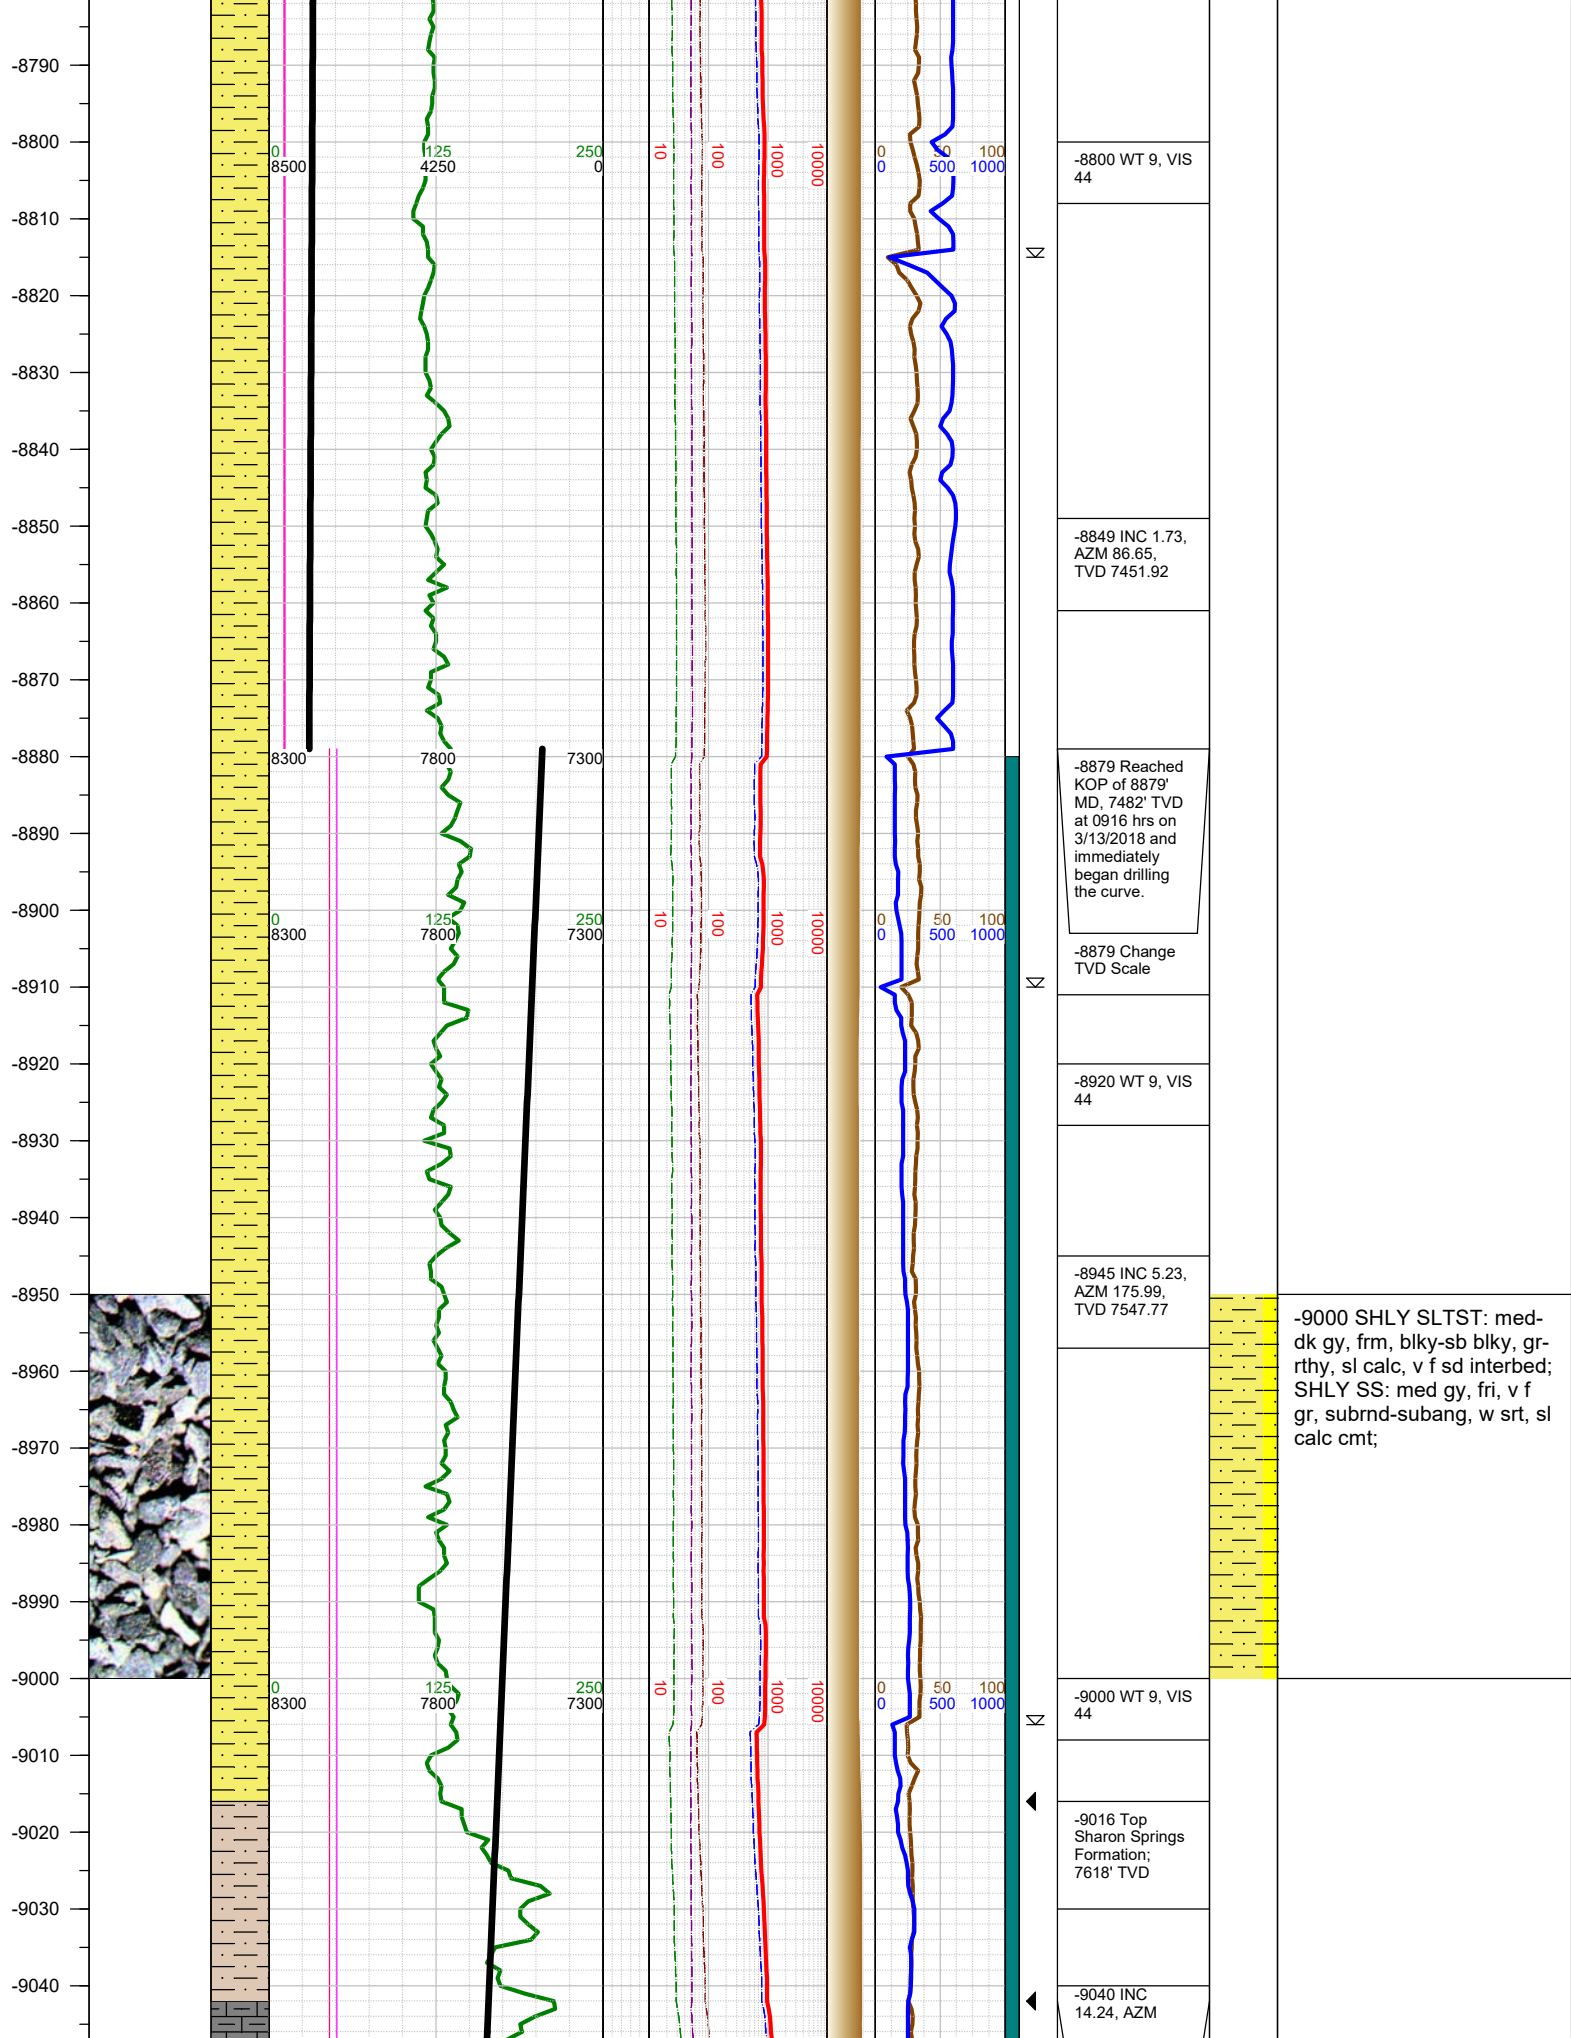 -8790
-8800
0 125 250
8500 4250 0
10 100 1000 10000
0 50 100
0 500 1000
-8800 WT 9, VIS
44
-8810
-8820
-8830
-8840
-8850
-8849 INC 1.73,
AZM 86.65,
TVD 7451.92
-8860
-8870
-8880
8300 7800 7300
-8879 Reached
KOP of 8879'
MD, 7482' TVD
at 0916 hrs on
3/13/2018 and
immediately
began drilling
the curve.
-8890
-8900
0 125 250
8300 7800 7300
10 100 1000 10000
0 50 100
0 500 1000
-8879 Change
TVD Scale
-8910
-8920
-8920 WT 9, VIS
44
-8930
-8940
-8945 INC 5.23,
AZM 175.99,
TVD 7547.77
-8950
-9000 SHLY SLTST: med-
dk gy, frm, blky-sb blky, gr-
rthy, sl calc, v f sd interbed;
SHLY SS: med gy, fri, v f
gr, subrnd-subang, w srt, sl
calc cmt;
-8960
-8970
-8980
-8990
-9000
0 125 250
8300 7800 7300
10 100 1000 10000
0 50 100
0 500 1000
-9000 WT 9, VIS
44
-9010
-9016 Top
Sharon Springs
Formation;
7618' TVD
-9020
-9030
-9040
-9040 INC
14.24, AZM